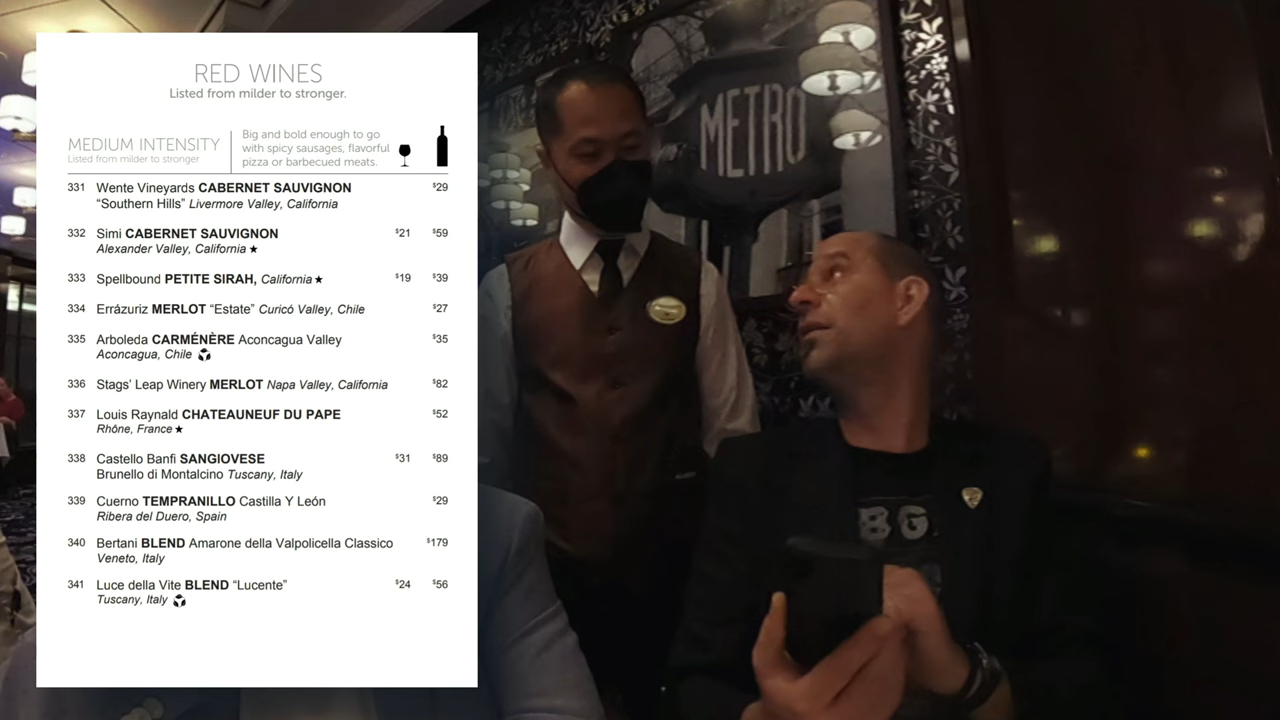 RED WINES
Listed from milder to stronger.
MEDIUM INTENSITY
Listed from milder to stronger
Big and bold enough to go
with spicy sausages, flavorful
pizza or barbecued meats.
331 Wente Vineyards CABERNET SAUVIGNON $29
“Southern Hills” Livermore Valley, California
332 Simi CABERNET SAUVIGNON $21 $59
Alexander Valley, California ★
333 Spellbound PETITE SIRAH, California ★ $19 $39
334 Errázuriz MERLOT “Estate” Curicó Valley, Chile $27
335 Arboleda CARMÉNÈRE Aconcagua Valley $35
Aconcagua, Chile
336 Stags’ Leap Winery MERLOT Napa Valley, California $82
337 Louis Raynald CHATEAUNEUF DU PAPE $52
Rhône, France ★
338 Castello Banfi SANGIOVESE $31 $89
Brunello di Montalcino Tuscany, Italy
339 Cuerno TEMPRANILLO Castilla Y León $29
Ribera del Duero, Spain
340 Bertani BLEND Amarone della Valpolicella Classico $179
Veneto, Italy
341 Luce della Vite BLEND “Lucente” $24 $56
Tuscany, Italy
METRO
BG